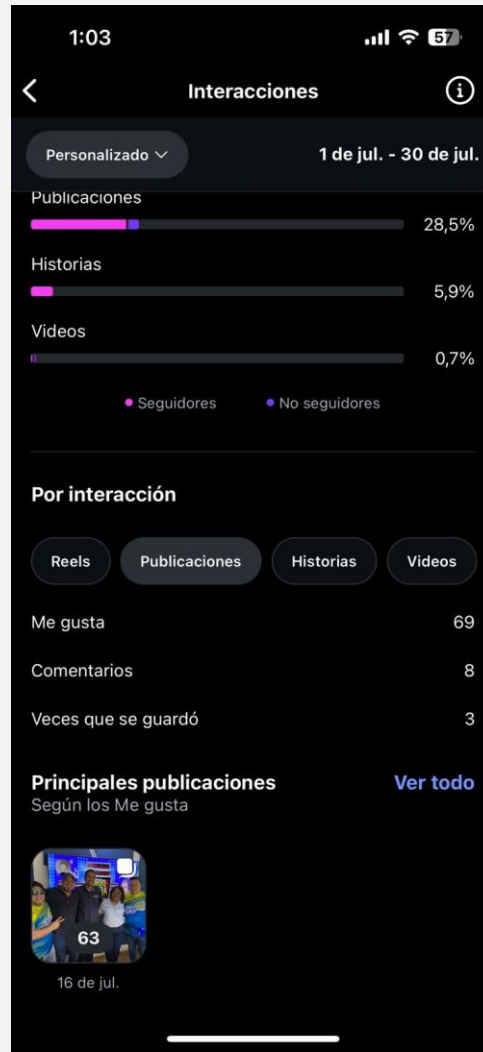 1:03
57
Interacciones
Personalizado
1 de jul. - 30 de jul.
Publicaciones
28,5%
Historias
5,9%
Videos
0,7%
Seguidores No seguidores
Por interacción
Reels Publicaciones Historias Videos
Me gusta 69
Comentarios 8
Veces que se guardó 3
Principales publicaciones Ver todo
Según los Me gusta
63
16 de jul.